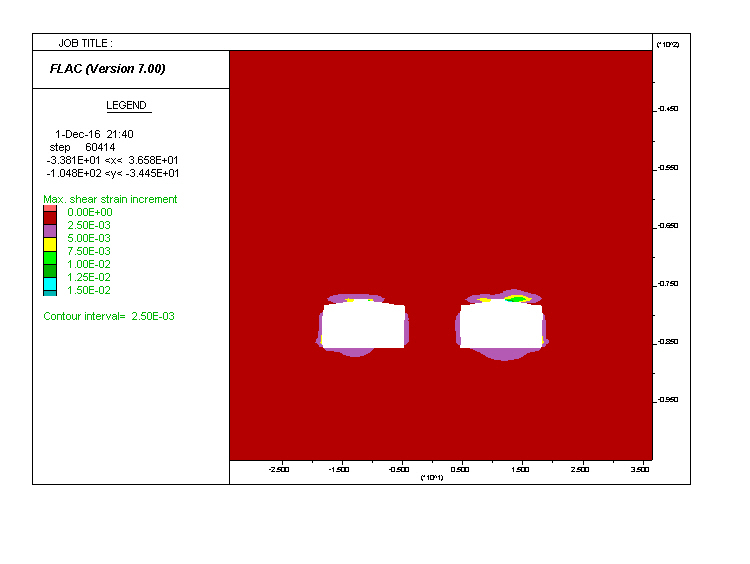 JOB TITLE :
(*10^2)
FLAC (Version 7.00)
LEGEND
1-Dec-16 21:40
step 60414
-3.381E+01 <x< 3.658E+01
-1.048E+02 <y< -3.445E+01
Max. shear strain increment
0.00E+00
2.50E-03
5.00E-03
7.50E-03
1.00E-02
1.25E-02
1.50E-02
Contour interval= 2.50E-03
-0.450
-0.550
-0.650
-0.750
-0.850
-0.950
-2.500 -1.500 -0.500 0.500 1.500 2.500 3.500
(*10^1)